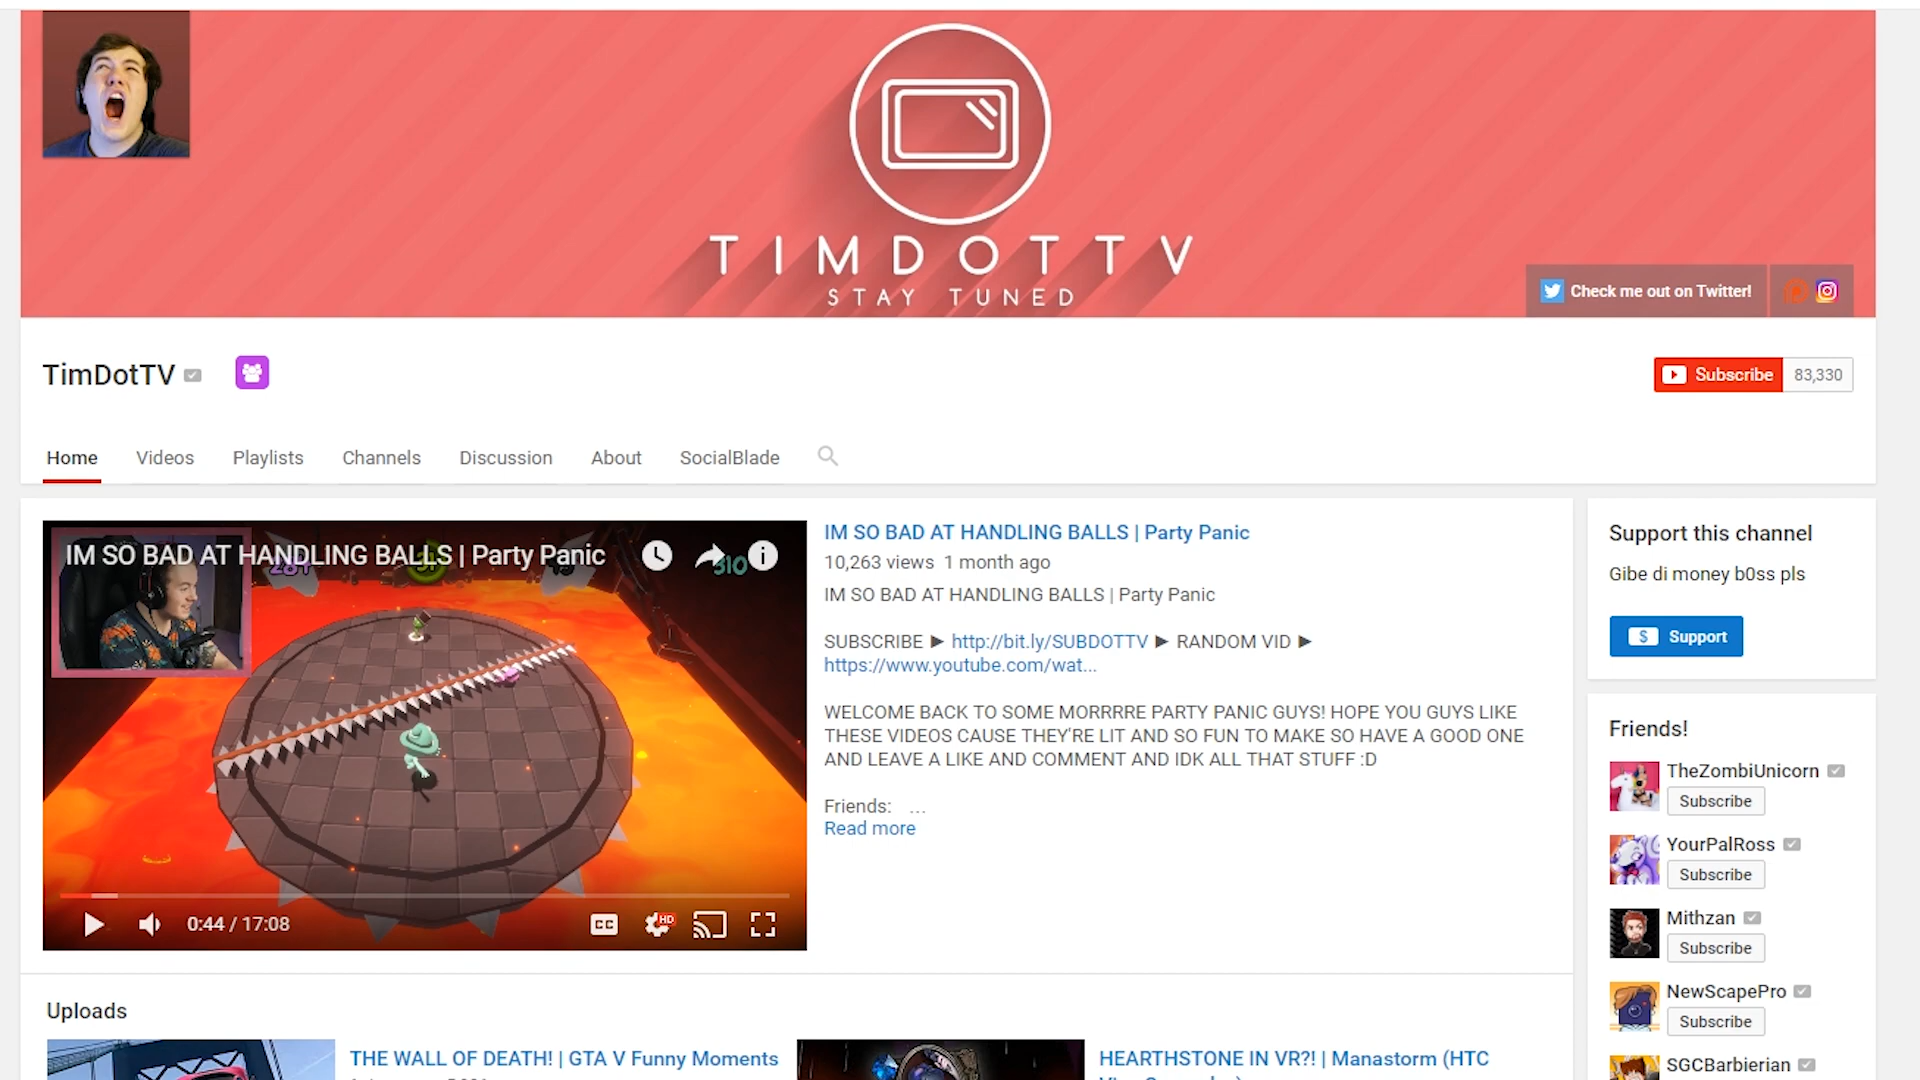 TIMDOTTV
STAY TUNED
Check me out on Twitter!
TimDotTV
Subscribe 83,330
Home Videos Playlists Channels Discussion About SocialBlade
IM SO BAD AT HANDLING BALLS | Party Panic
310
0:44 / 17:08
CC
HD
IM SO BAD AT HANDLING BALLS | Party Panic
10,263 views 1 month ago
IM SO BAD AT HANDLING BALLS | Party Panic
SUBSCRIBE ► http://bit.ly/SUBDOTTV ► RANDOM VID ►
https://www.youtube.com/wat...
WELCOME BACK TO SOME MORRRRE PARTY PANIC GUYS! HOPE YOU GUYS LIKE
THESE VIDEOS CAUSE THEY'RE LIT AND SO FUN TO MAKE SO HAVE A GOOD ONE
AND LEAVE A LIKE AND COMMENT AND IDK ALL THAT STUFF :D
Friends: ...
Read more
Support this channel
Gibe di money b0ss pls
$ Support
Friends!
TheZombiUnicorn
Subscribe
YourPalRoss
Subscribe
Mithzan
Subscribe
NewScapePro
Subscribe
SGCBarbierian
Uploads
THE WALL OF DEATH! | GTA V Funny Moments
HEARTHSTONE IN VR?! | Manastorm (HTC